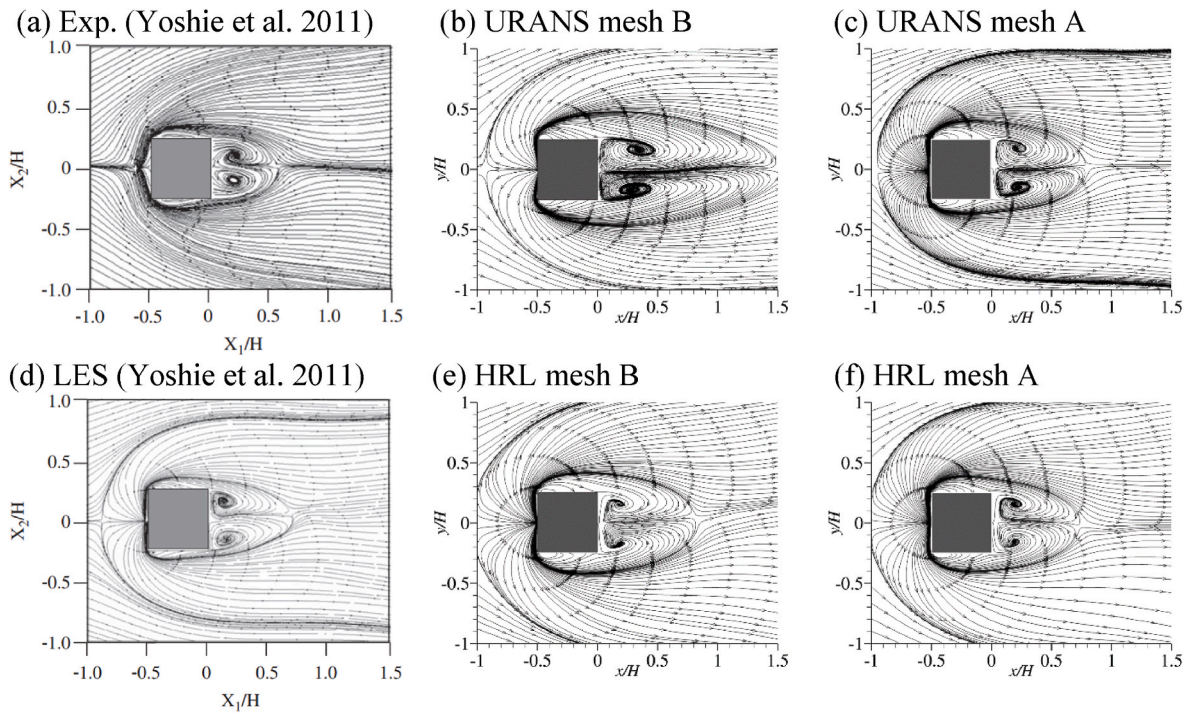 (a) Exp. (Yoshie et al. 2011)
(b) URANS mesh B
(c) URANS mesh A
1.0
0.5
0
-0.5
-1.0
X2/H
-1.0 -0.5 0 0.5 1.0 1.5
X1/H
1
0.5
0
-0.5
-1
y/H
-1 -0.5 0 0.5 1 1.5
x/H
1
0.5
0
-0.5
-1
y/H
-1 -0.5 0 0.5 1 1.5
x/H
(d) LES (Yoshie et al. 2011)
(e) HRL mesh B
(f) HRL mesh A
1.0
0.5
0
-0.5
-1.0
X2/H
-1.0 -0.5 0 0.5 1.0 1.5
X1/H
1
0.5
0
-0.5
-1
y/H
-1 -0.5 0 0.5 1 1.5
x/H
1
0.5
0
-0.5
-1
y/H
-1 -0.5 0 0.5 1 1.5
x/H